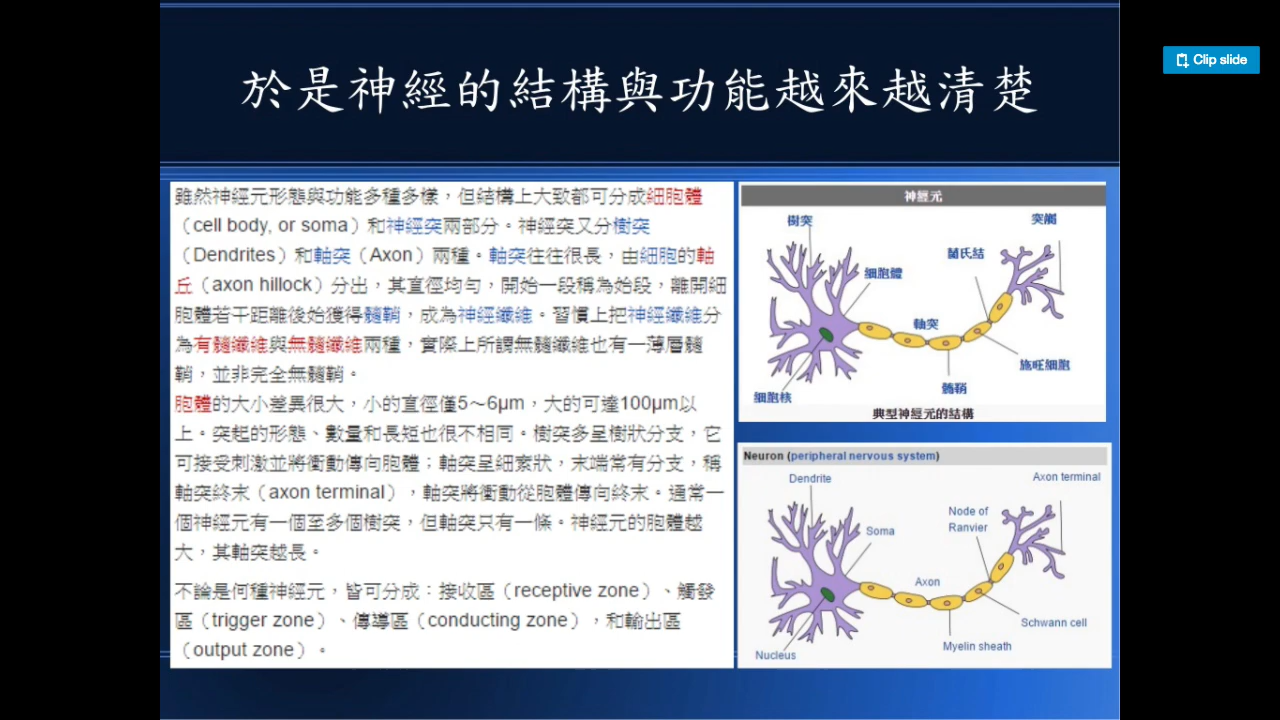 於是神經的結構與功能越來越清楚
Clip slide
雖然神經元形態與功能多種多樣，但結構上大致都可分成細胞體
（cell body, or soma）和神經突兩部分。神經突又分樹突
（Dendrites）和軸突（Axon）兩種。軸突往往很長，由細胞的軸
丘（axon hillock）分出，其直徑均勻，開始一段稱為始段，離開細
胞體若干距離後始獲得髓鞘，成為神經纖維。習慣上把神經纖維分
為有髓纖維與無髓纖維兩種，實際上所謂無髓纖維也有一薄層髓
鞘，並非完全無髓鞘。
胞體的大小差異很大，小的直徑僅5～6μm，大的可達100μm以
上。突起的形態、數量和長短也很不相同。樹突多呈樹狀分支，它
可接受刺激並將衝動傳向胞體；軸突呈細索狀，末端常有分支，稱
軸突終末（axon terminal），軸突將衝動從胞體傳向終末。通常一
個神經元有一個至多個樹突，但軸突只有一條。神經元的胞體越
大，其軸突越長。
不論是何種神經元，皆可分成：接收區（receptive zone）、觸發
區（trigger zone）、傳導區（conducting zone），和輸出區
（output zone）。
神經元
樹突
突觸
蘭氏結
細胞體
軸突
施旺細胞
髓鞘
細胞核
典型神經元的結構
Neuron (peripheral nervous system)
Dendrite
Axon terminal
Node of
Ranvier
Soma
Axon
Schwann cell
Myelin sheath
Nucleus